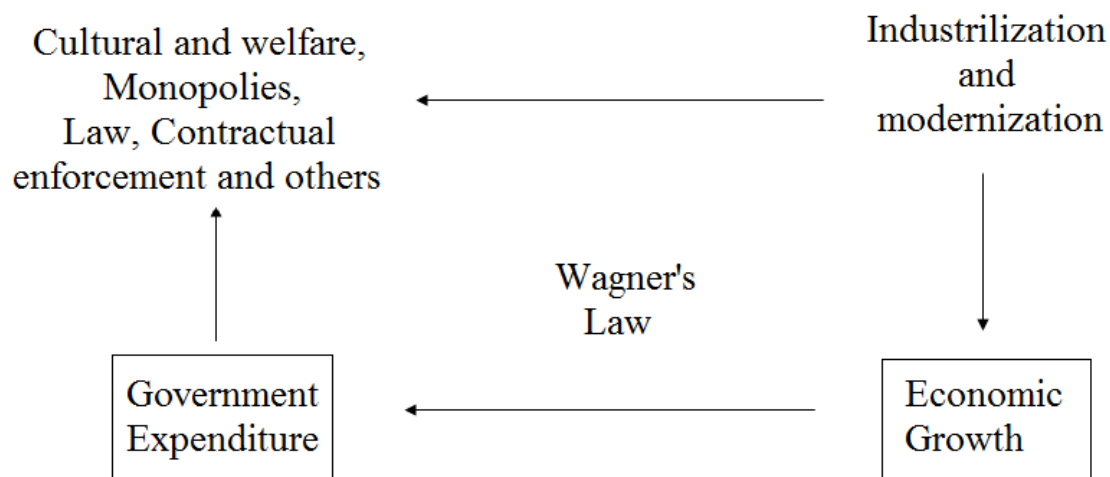 Cultural and welfare,
Monopolies,
Law, Contractual
enforcement and others
Industrilization
and
modernization
Wagner's
Law
Government
Expenditure
Economic
Growth